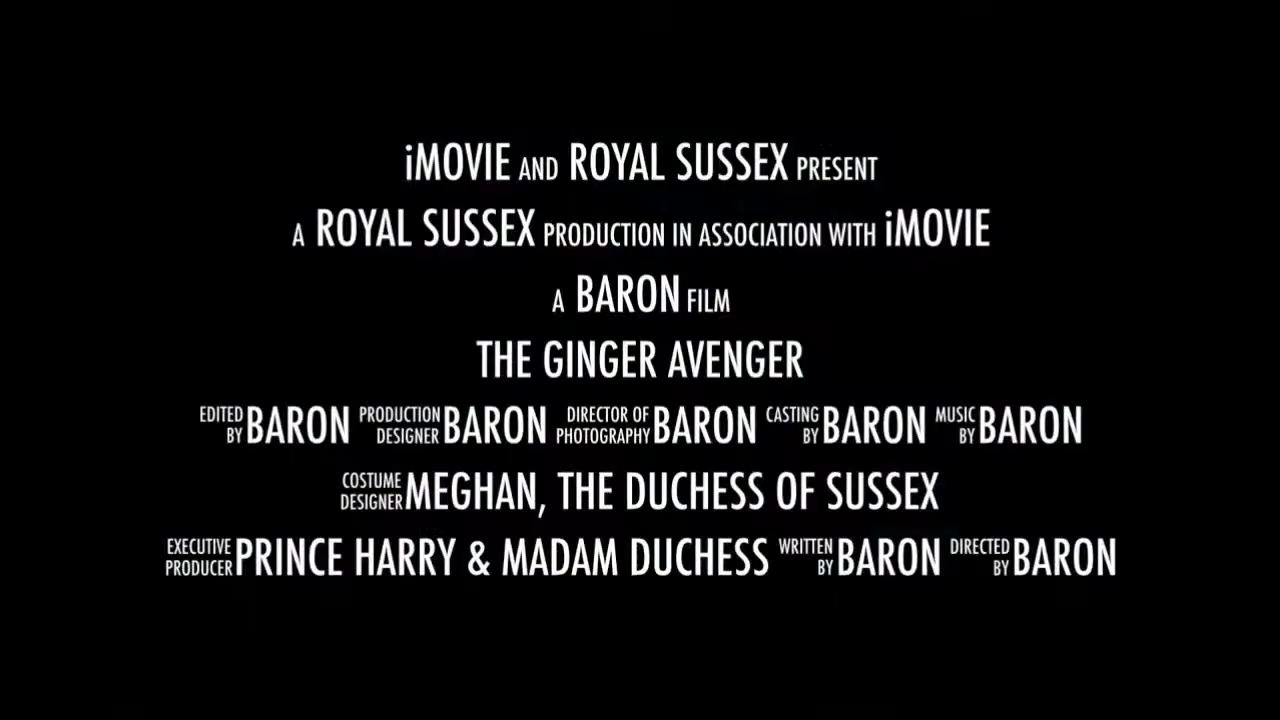 iMOVIE AND ROYAL SUSSEX PRESENT
A ROYAL SUSSEX PRODUCTION IN ASSOCIATION WITH iMOVIE
A BARON FILM
THE GINGER AVENGER
EDITED BY BARON PRODUCTION DESIGNER BARON DIRECTOR OF PHOTOGRAPHY BARON CASTING BY BARON MUSIC BY BARON
COSTUME DESIGNER MEGHAN, THE DUCHESS OF SUSSEX
EXECUTIVE PRODUCER PRINCE HARRY & MADAM DUCHESS WRITTEN BY BARON DIRECTED BY BARON